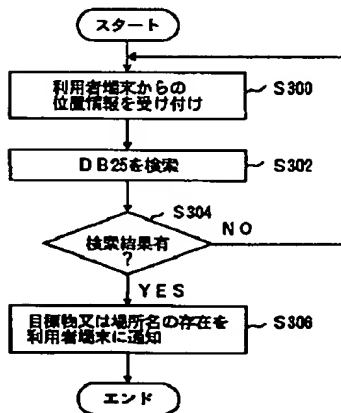 スタート
利用者端末からの
位置情報を受け付け
S300
DB25を検索
S302
S304
検索結果有
?
NO
YES
目標物又は場所名の存在を
利用者端末に通知
S306
エンド